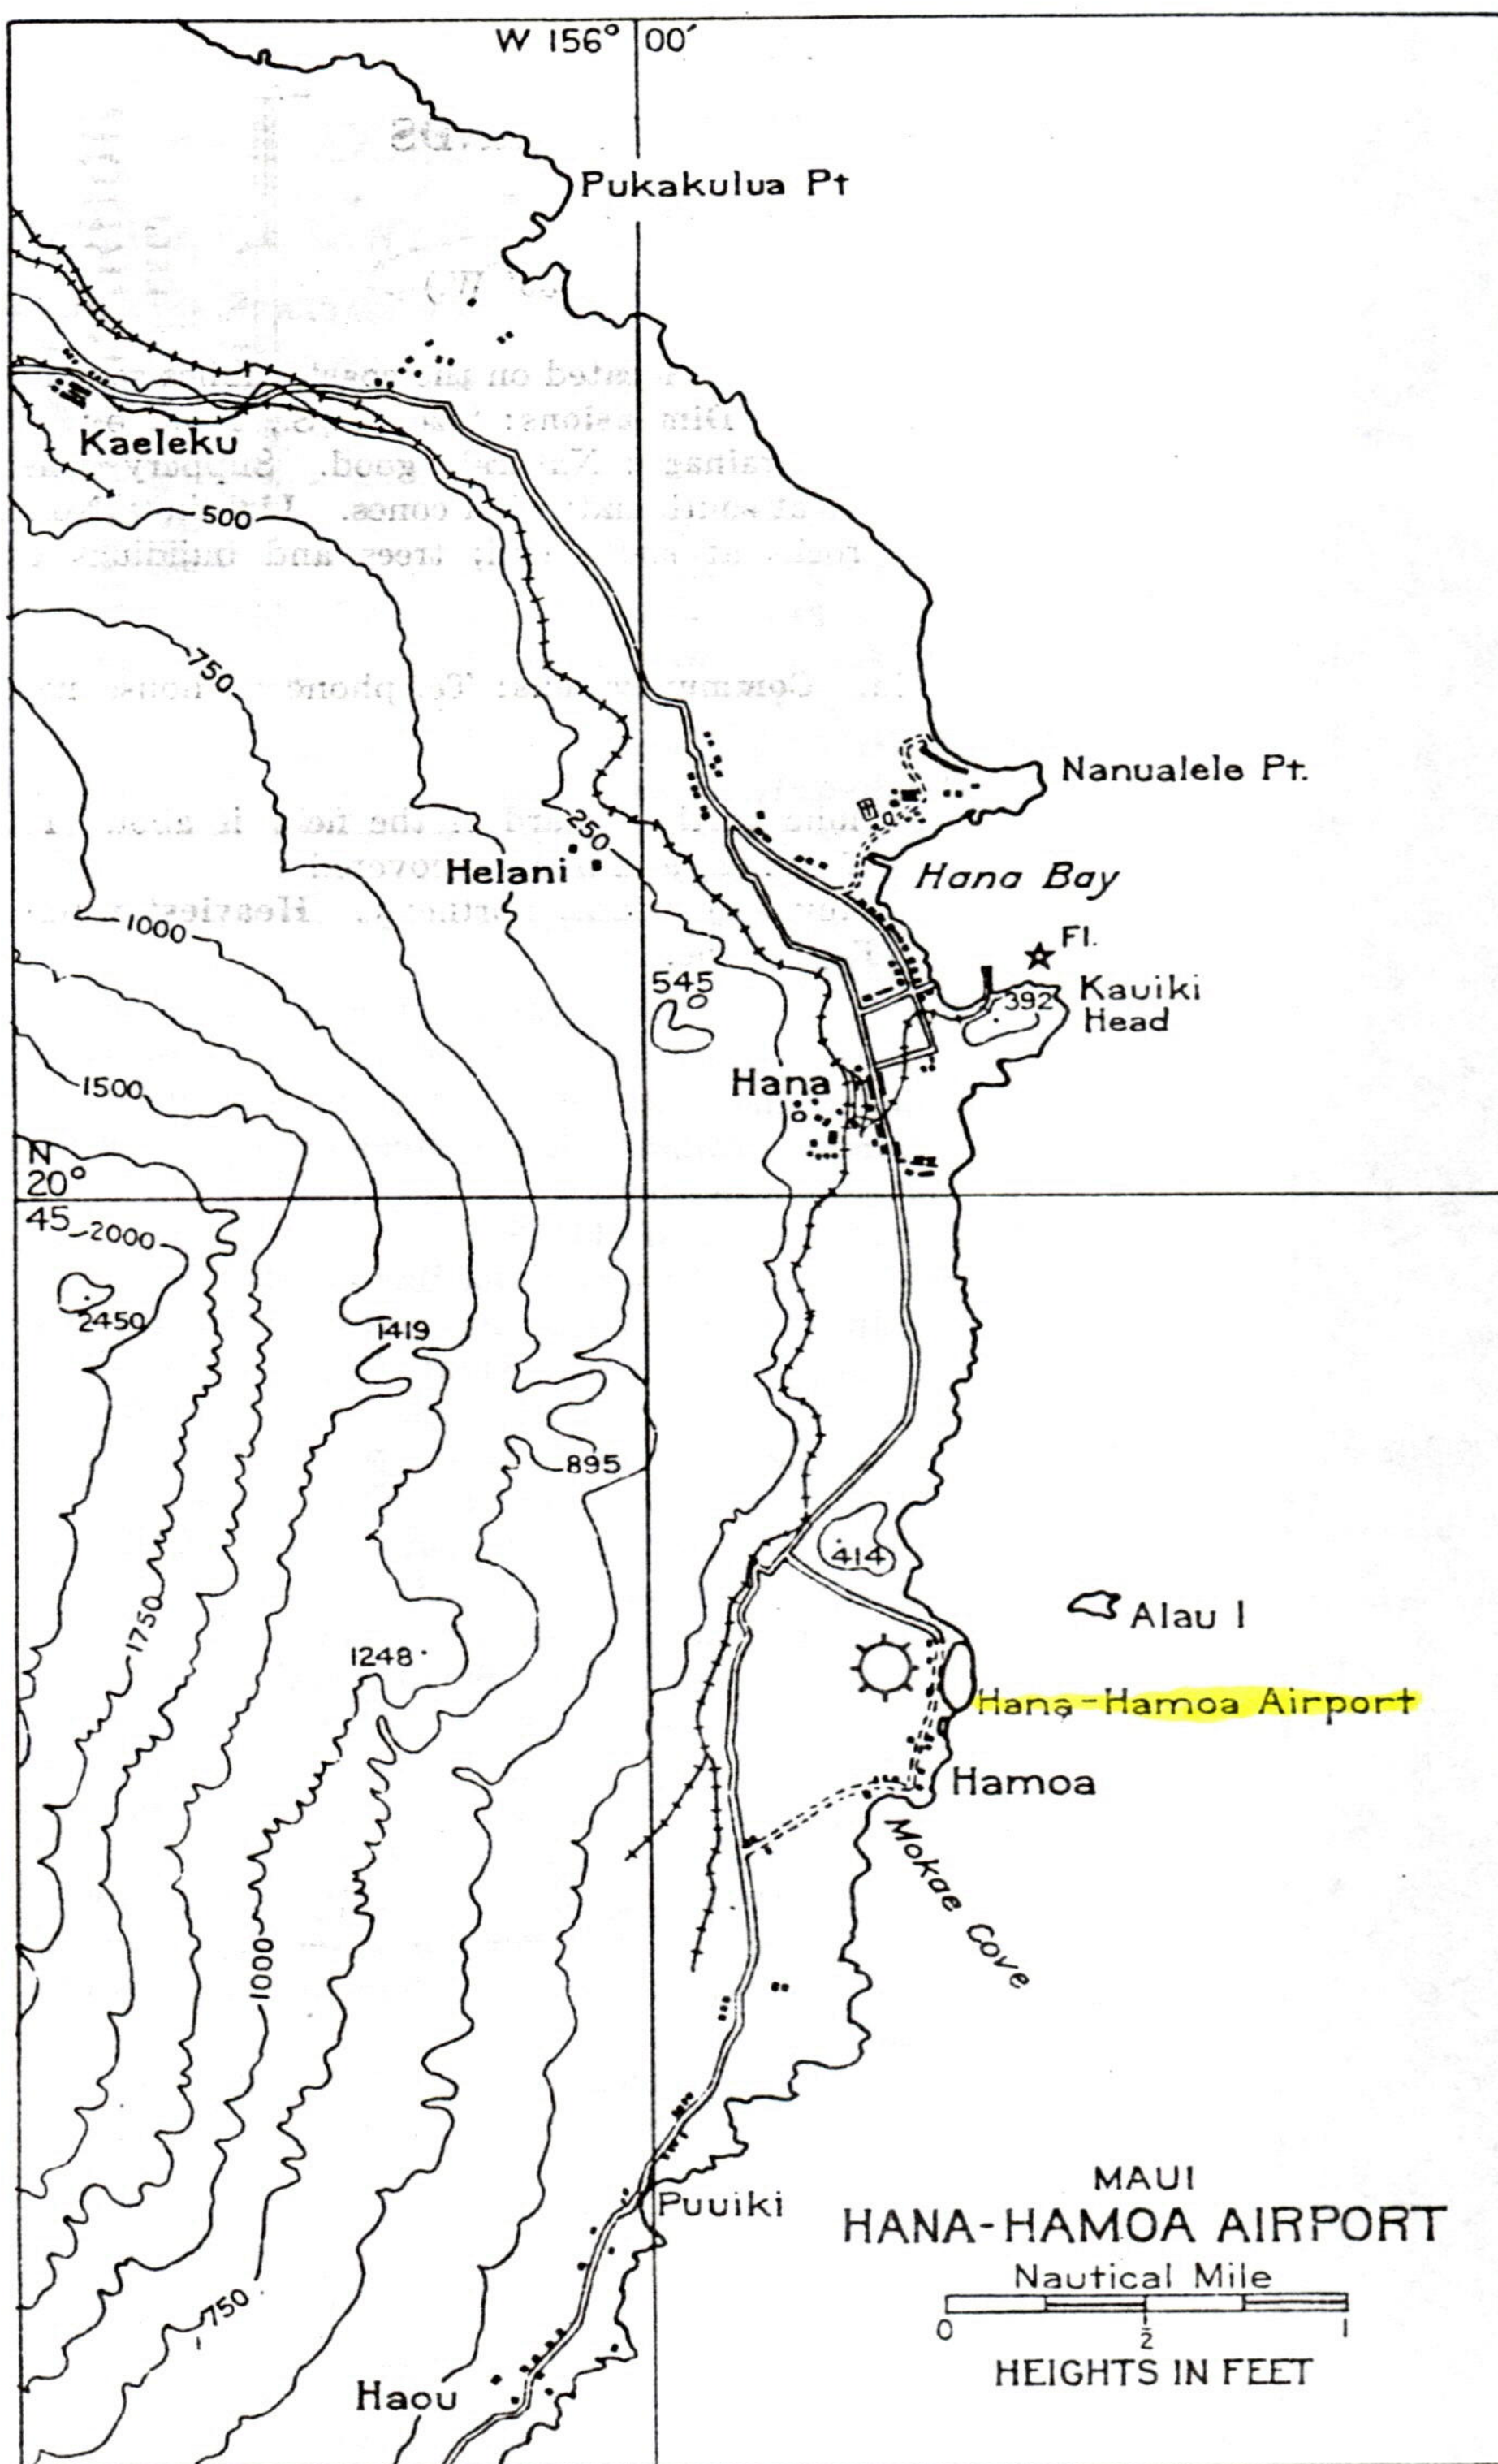 W 156° 00′
Pukakulua Pt
Kaeleku
500
750
Nanualele Pt.
250
Helani
Hana Bay
1000
Fl.
545
392
Kauiki
Head
1500
Hana
N
20°
45
2000
2450
1419
895
414
Alau I
1750
1248
Hana-Hamoa Airport
Hamoa
Mokae Cove
1000
Puuiki
MAUI
HANA-HAMOA AIRPORT
Nautical Mile
0 1/2 1
HEIGHTS IN FEET
750
Haou